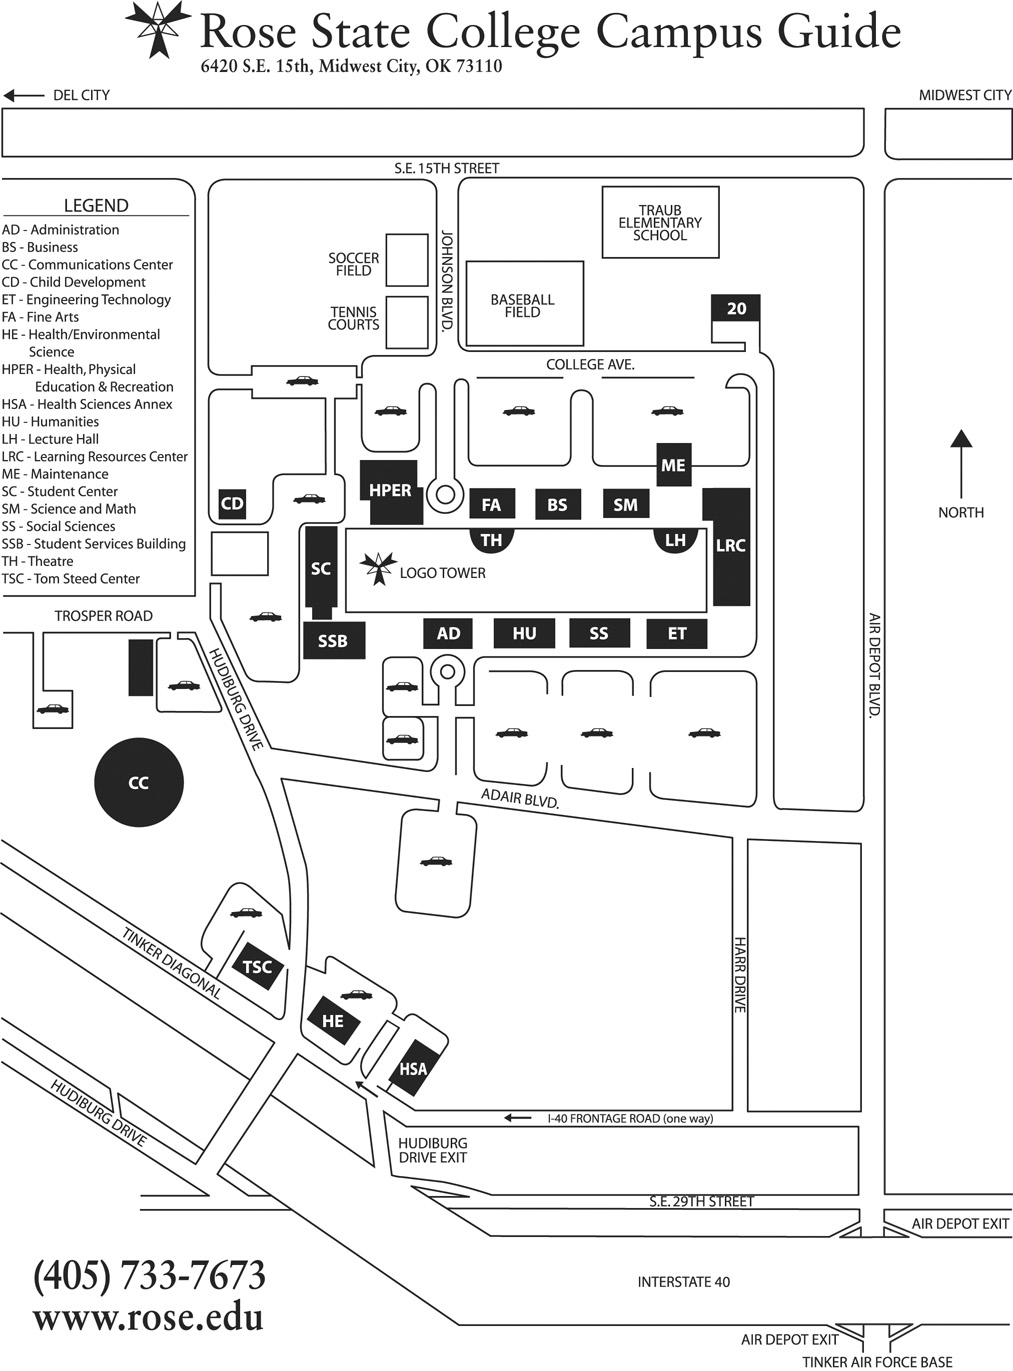 Rose State College Campus Guide
6420 S.E. 15th, Midwest City, OK 73110
DEL CITY
MIDWEST CITY
S.E. 15TH STREET
LEGEND
AD - Administration
BS - Business
CC - Communications Center
CD - Child Development
ET - Engineering Technology
FA - Fine Arts
HE - Health/Environmental
Science
HPER - Health, Physical
Education & Recreation
HSA - Health Sciences Annex
HU - Humanities
LH - Lecture Hall
LRC - Learning Resources Center
ME - Maintenance
SC - Student Center
SM - Science and Math
SS - Social Sciences
SSB - Student Services Building
TH - Theatre
TSC - Tom Steed Center
TRAUB
ELEMENTARY
SCHOOL
SOCCER
FIELD
JOHNSON BLVD.
BASEBALL
FIELD
TENNIS
COURTS
20
COLLEGE AVE.
ME
HPER
CD
FA
BS
SM
NORTH
TH
LH
LRC
SC
LOGO TOWER
TROSPER ROAD
SSB
AD
HU
SS
ET
AIR DEPOT BLVD.
HUDIBURG DRIVE
CC
ADAIR BLVD.
TINKER DIAGONAL
TSC
HARR DRIVE
HE
HSA
HUDIBURG DRIVE
I-40 FRONTAGE ROAD (one way)
HUDIBURG
DRIVE EXIT
S.E. 29TH STREET
AIR DEPOT EXIT
(405) 733-7673
www.rose.edu
INTERSTATE 40
AIR DEPOT EXIT
TINKER AIR FORCE BASE